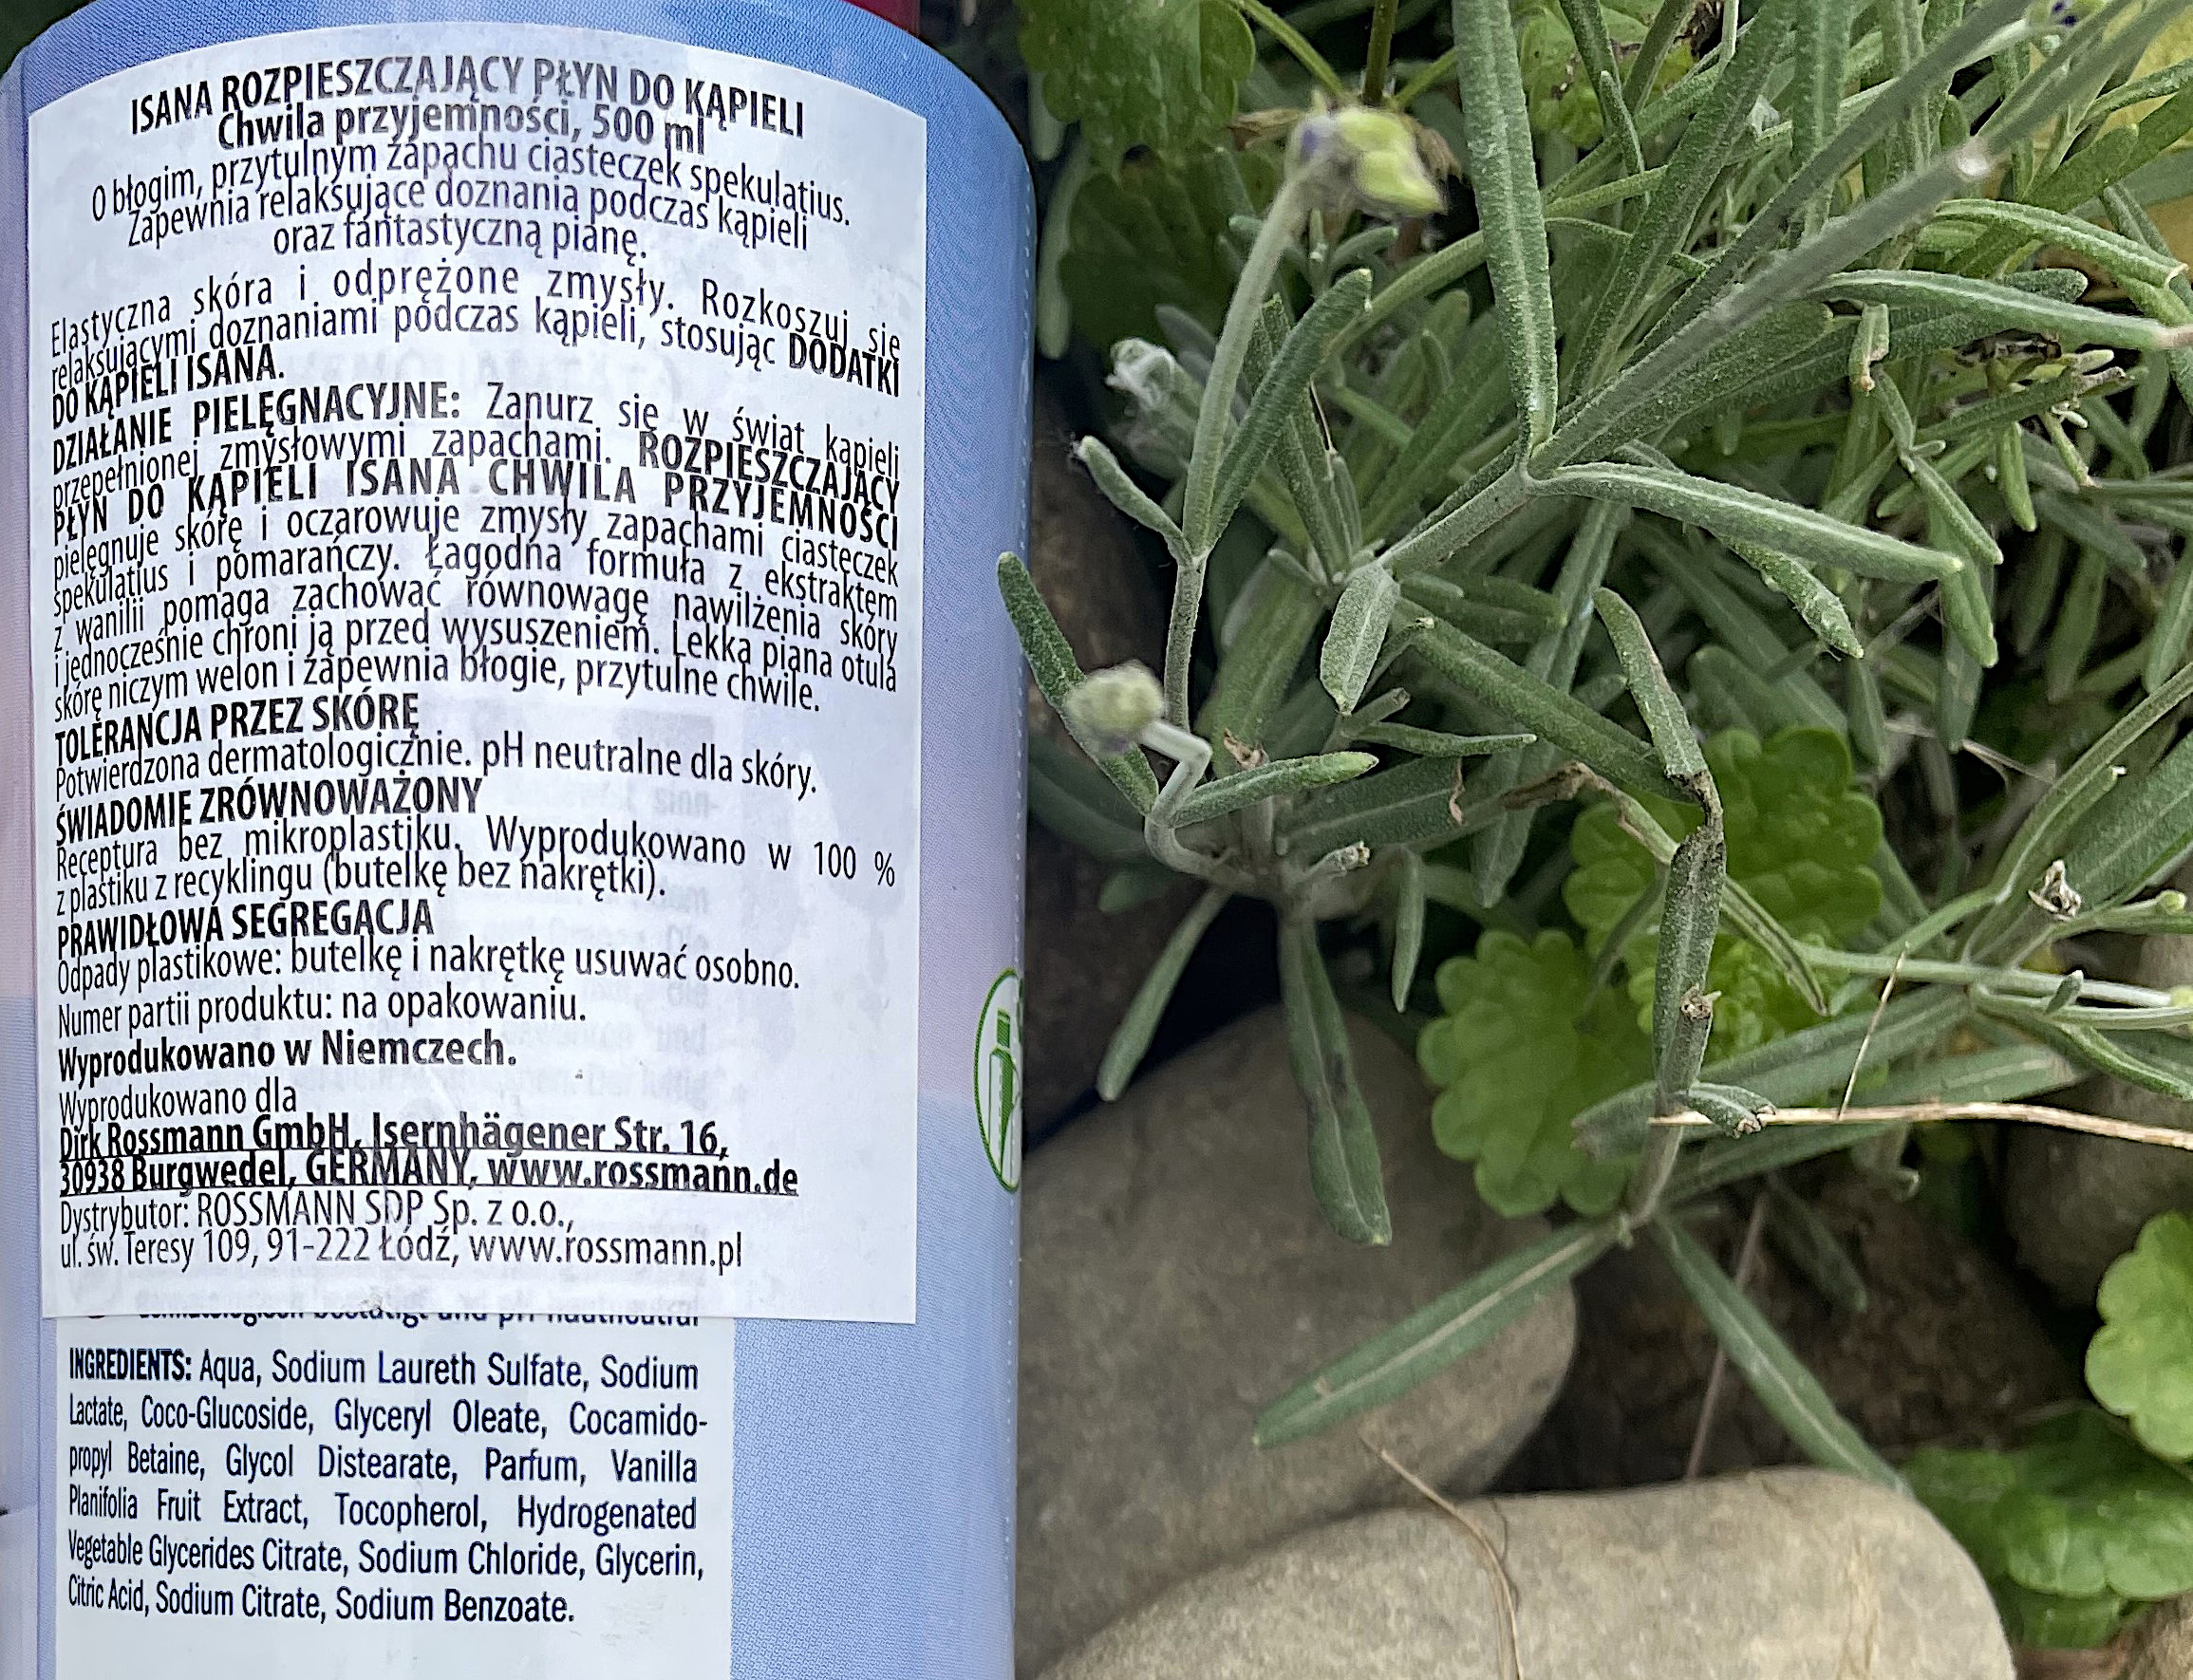 ISANA ROZPIESZCZAJĄCY PŁYN DO KĄPIELI
Chwila przyjemności, 500 ml
O błogim, przytulnym zapachu ciasteczek spekulatius.
Zapewnia relaksujące doznania podczas kąpieli
oraz fantastyczną pianę.
Elastyczna skóra i odprężone zmysły. Rozkoszuj się
relaksującymi doznaniami podczas kąpieli, stosując DODATKI
DO KĄPIELI ISANA.
DZIAŁANIE PIELĘGNACYJNE: Zanurz się w świat kąpieli
przepełnionej zmysłowymi zapachami. ROZPIESZCZAJĄCY
PŁYN DO KĄPIELI ISANA CHWILA PRZYJEMNOŚCI
pielęgnuje skórę i oczarowuje zmysły zapachami ciasteczek
spekulatius i pomarańczy. Łagodna formuła z ekstraktem
z wanilii pomaga zachować równowagę nawilżenia skóry
i jednocześnie chroni ją przed wysuszeniem. Lekka piana otula
skórę niczym welon i zapewnia błogie, przytulne chwile.
TOLERANCJA PRZEZ SKÓRĘ
Potwierdzona dermatologicznie. pH neutralne dla skóry.
ŚWIADOMIE ZRÓWNOWAŻONY
Receptura bez mikroplastiku. Wyprodukowano w 100 %
z plastiku z recyklingu (butelkę bez nakrętki).
PRAWIDŁOWA SEGREGACJA
Odpady plastikowe: butelkę i nakrętkę usuwać osobno.
Numer partii produktu: na opakowaniu.
Wyprodukowano w Niemczech.
Wyprodukowano dla
Dirk Rossmann GmbH, Isernhägener Str. 16,
30938 Burgwedel, GERMANY, www.rossmann.de
Dystrybutor: ROSSMANN SDP Sp. z o.o.,
ul. św. Teresy 109, 91-222 Łódź, www.rossmann.pl
bestätigt und pH-hautneutral
INGREDIENTS: Aqua, Sodium Laureth Sulfate, Sodium
Lactate, Coco-Glucoside, Glyceryl Oleate, Cocamido-
propyl Betaine, Glycol Distearate, Parfum, Vanilla
Planifolia Fruit Extract, Tocopherol, Hydrogenated
Vegetable Glycerides Citrate, Sodium Chloride, Glycerin,
Citric Acid, Sodium Citrate, Sodium Benzoate.